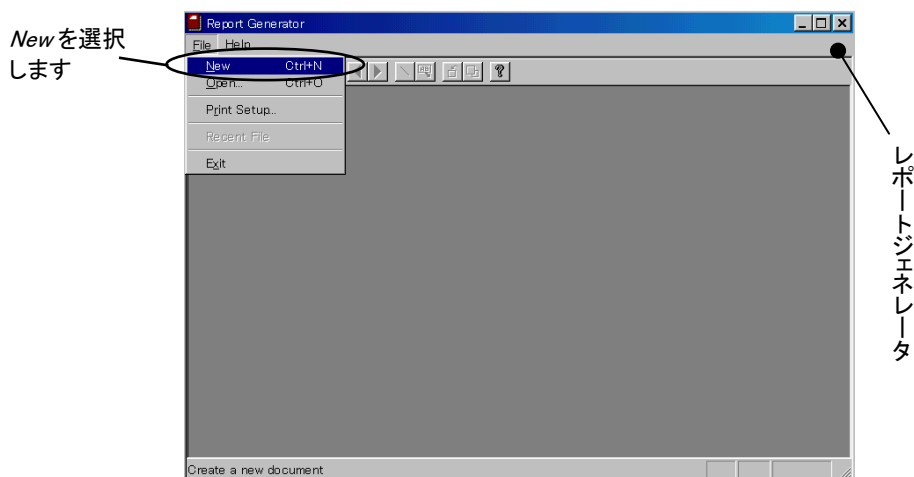 Newを選択
します
Report Generator
File Help
New Ctrl+N
Open... Ctrl+O
Print Setup...
Recent File
Exit
レポートジェネレータ
Create a new document